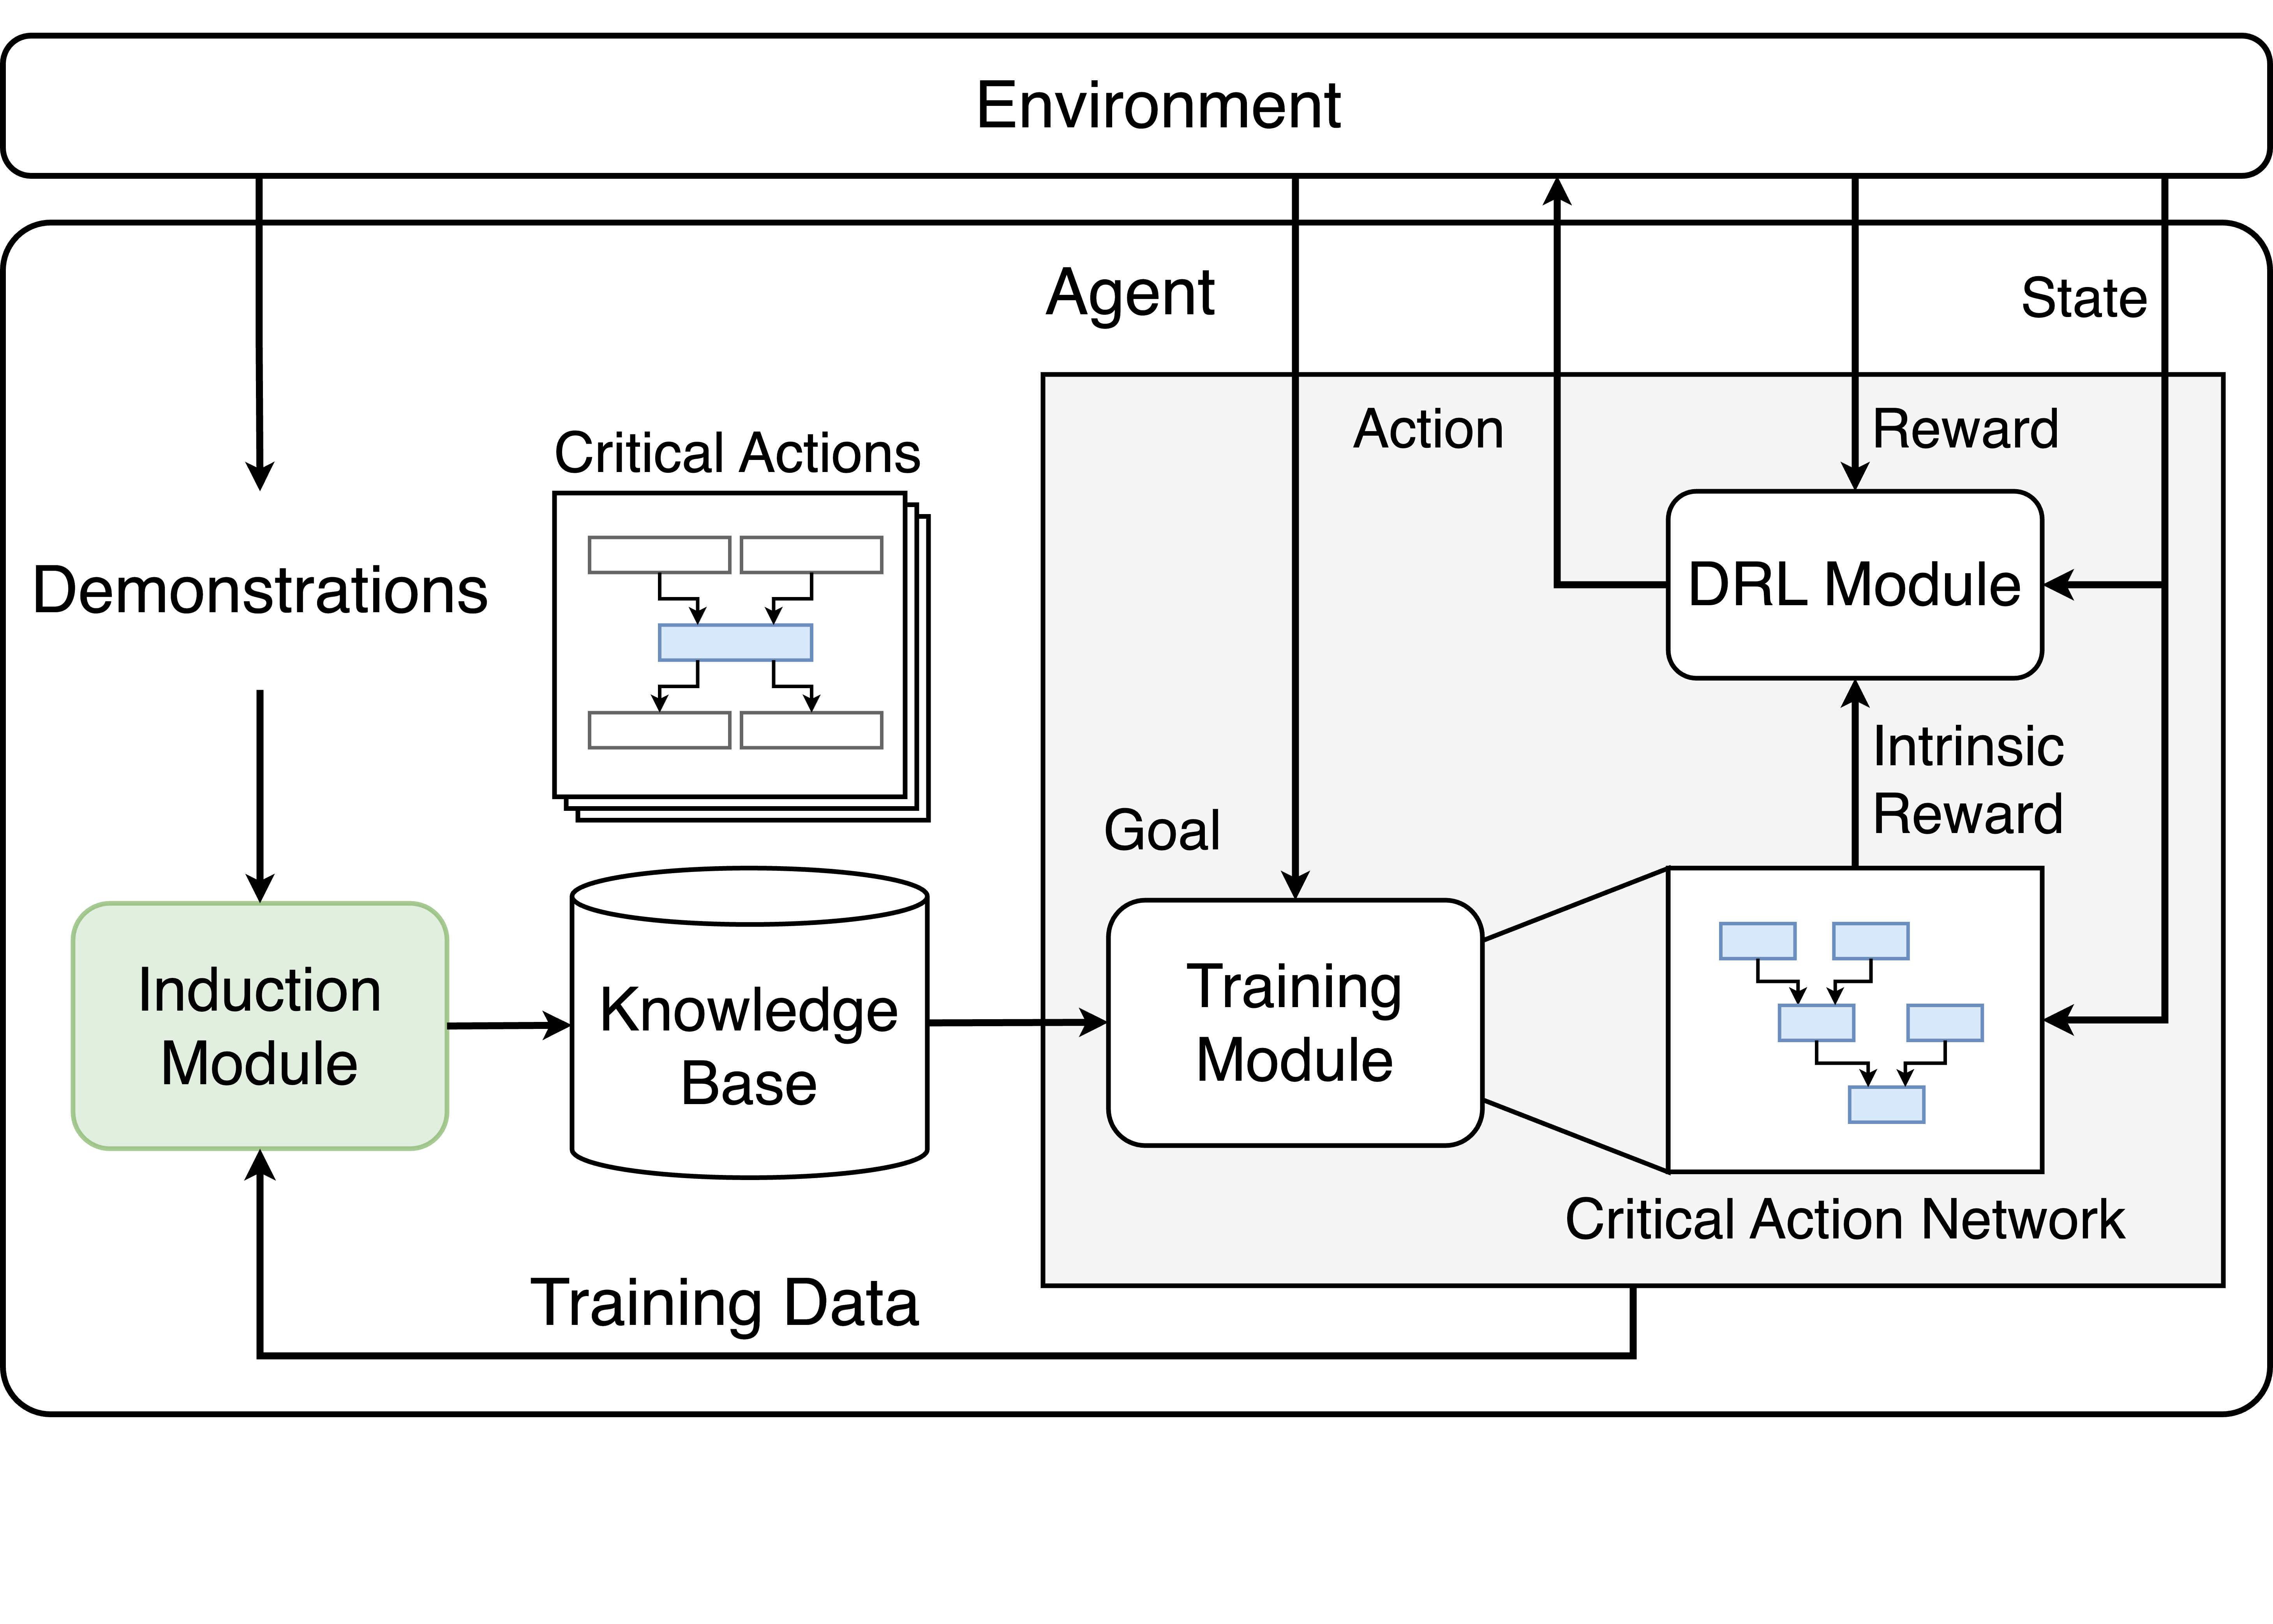 Environment
Agent
State
Action
Reward
Critical Actions
Demonstrations
DRL Module
Intrinsic
Reward
Goal
Induction
Module
Knowledge
Base
Training
Module
Critical Action Network
Training Data